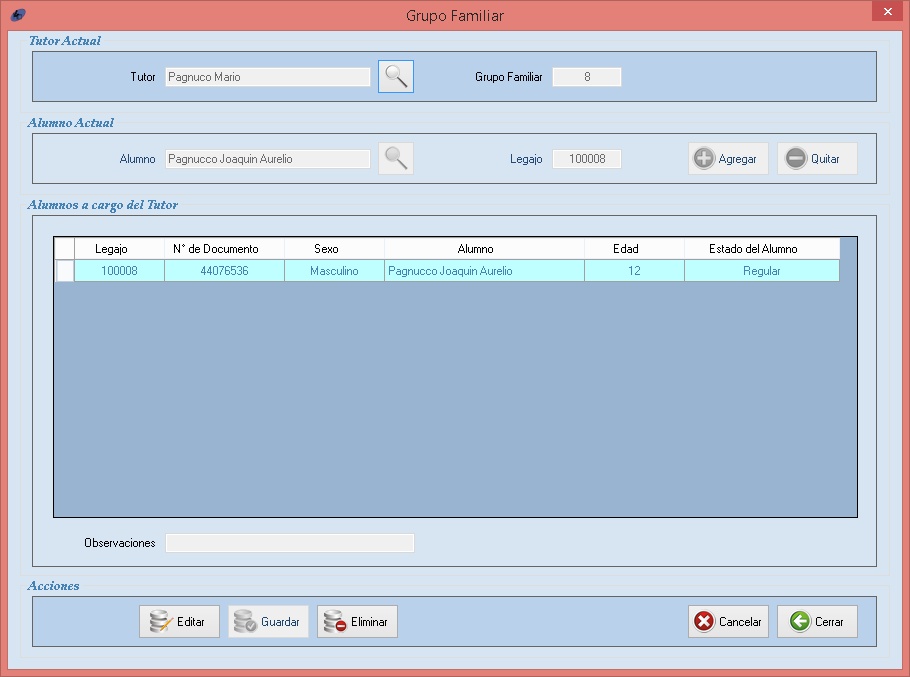 Grupo Familiar
Tutor Actual
Tutor Pagnuco Mario Grupo Familiar 8
Alumno Actual
Alumno Pagnucco Joaquin Aurelio Legajo 100008 Agregar Quitar
Alumnos a cargo del Tutor
Legajo N° de Documento Sexo Alumno Edad Estado del Alumno
100008 44076536 Masculino Pagnucco Joaquin Aurelio 12 Regular
Observaciones
Acciones
Editar Guardar Eliminar Cancelar Cerrar